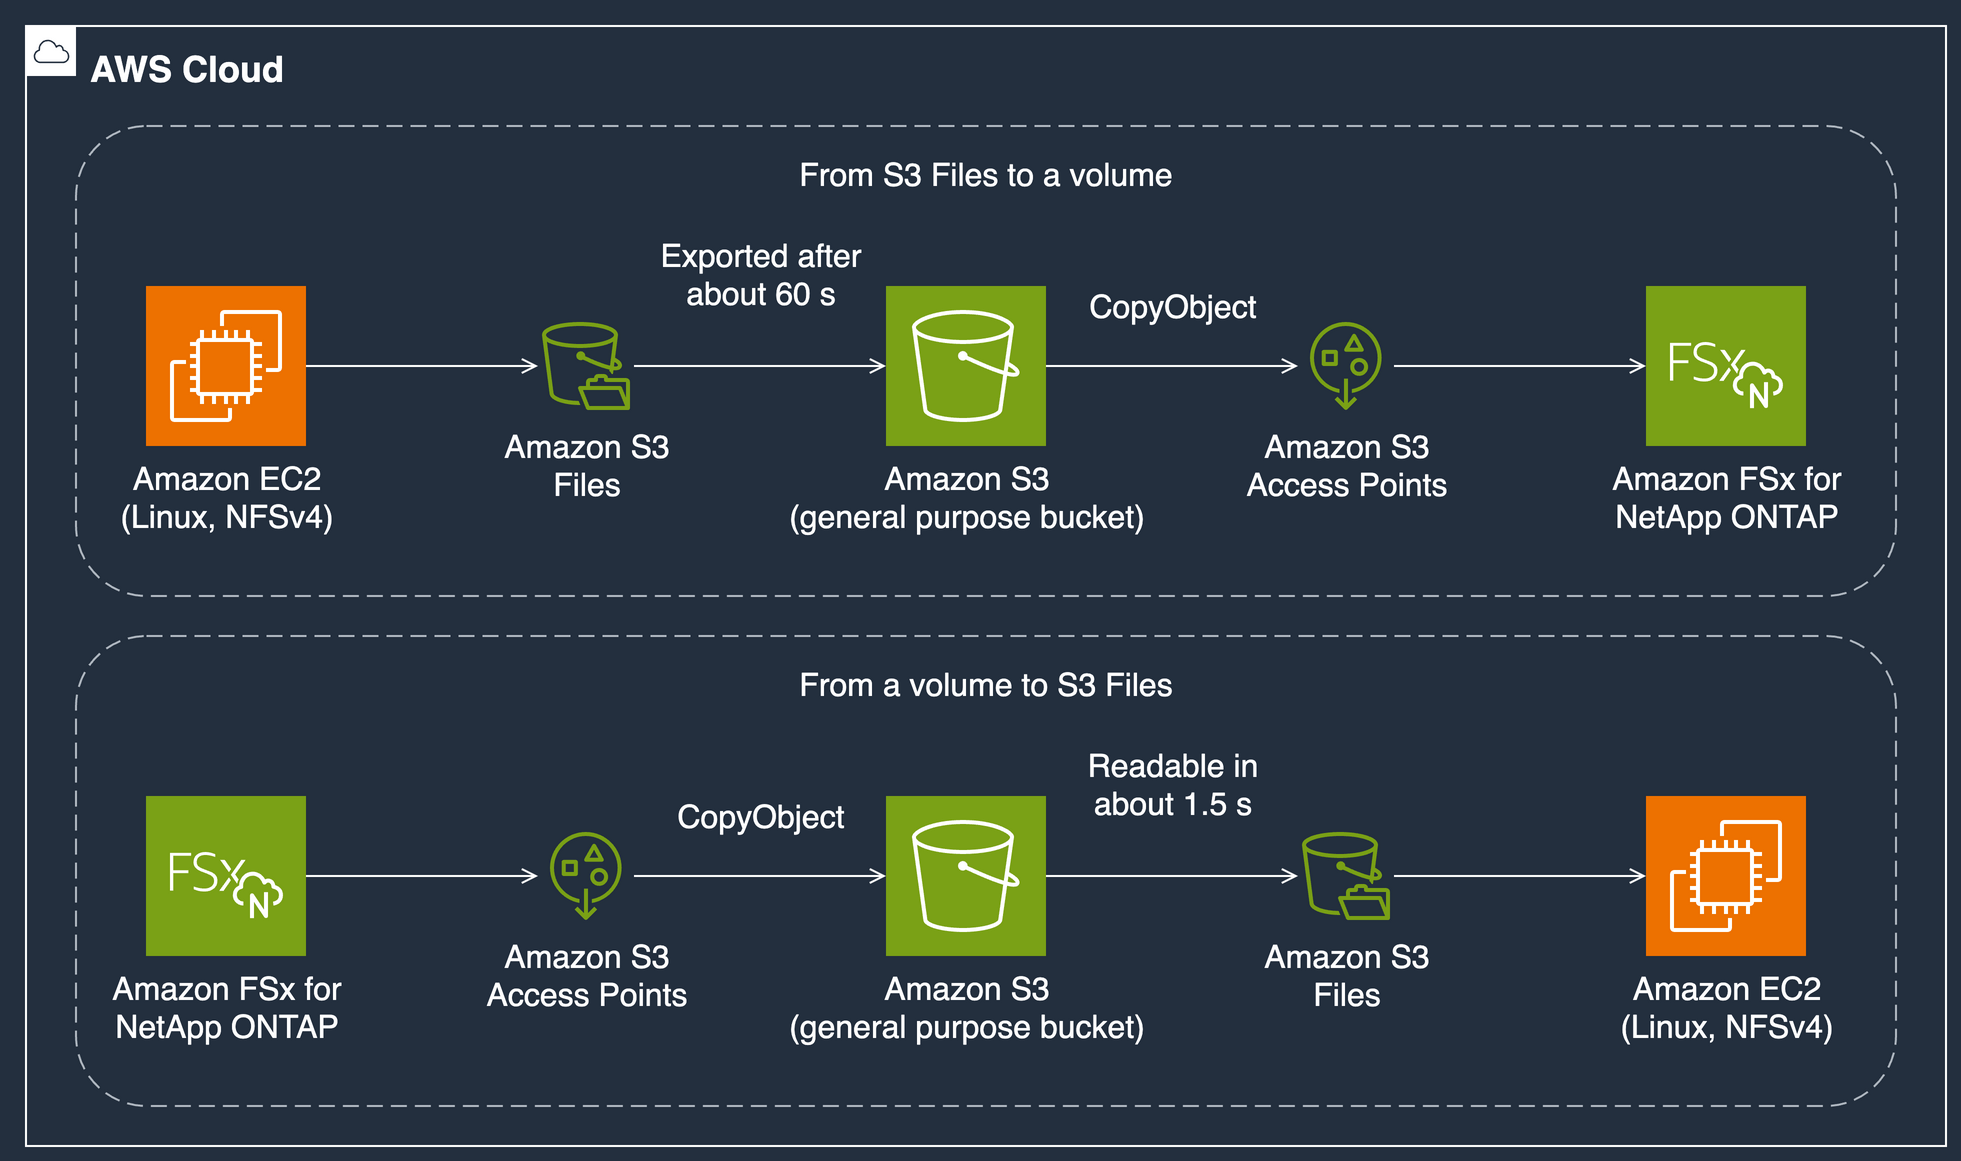 AWS Cloud
From S3 Files to a volume
Exported after
about 60 s
CopyObject
FSx
N
Amazon EC2
(Linux, NFSv4)
Amazon S3
Files
Amazon S3
(general purpose bucket)
Amazon S3
Access Points
Amazon FSx for
NetApp ONTAP
From a volume to S3 Files
CopyObject
Readable in
about 1.5 s
FSx
N
Amazon FSx for
NetApp ONTAP
Amazon S3
Access Points
Amazon S3
(general purpose bucket)
Amazon S3
Files
Amazon EC2
(Linux, NFSv4)